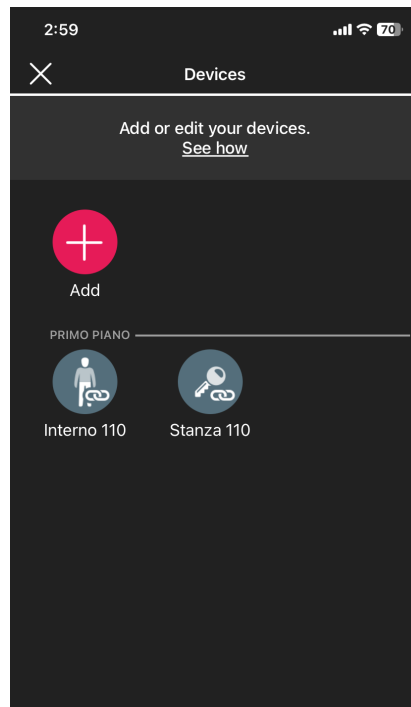 2:59
70
Devices
Add or edit your devices.
See how
Add
PRIMO PIANO
Interno 110
Stanza 110